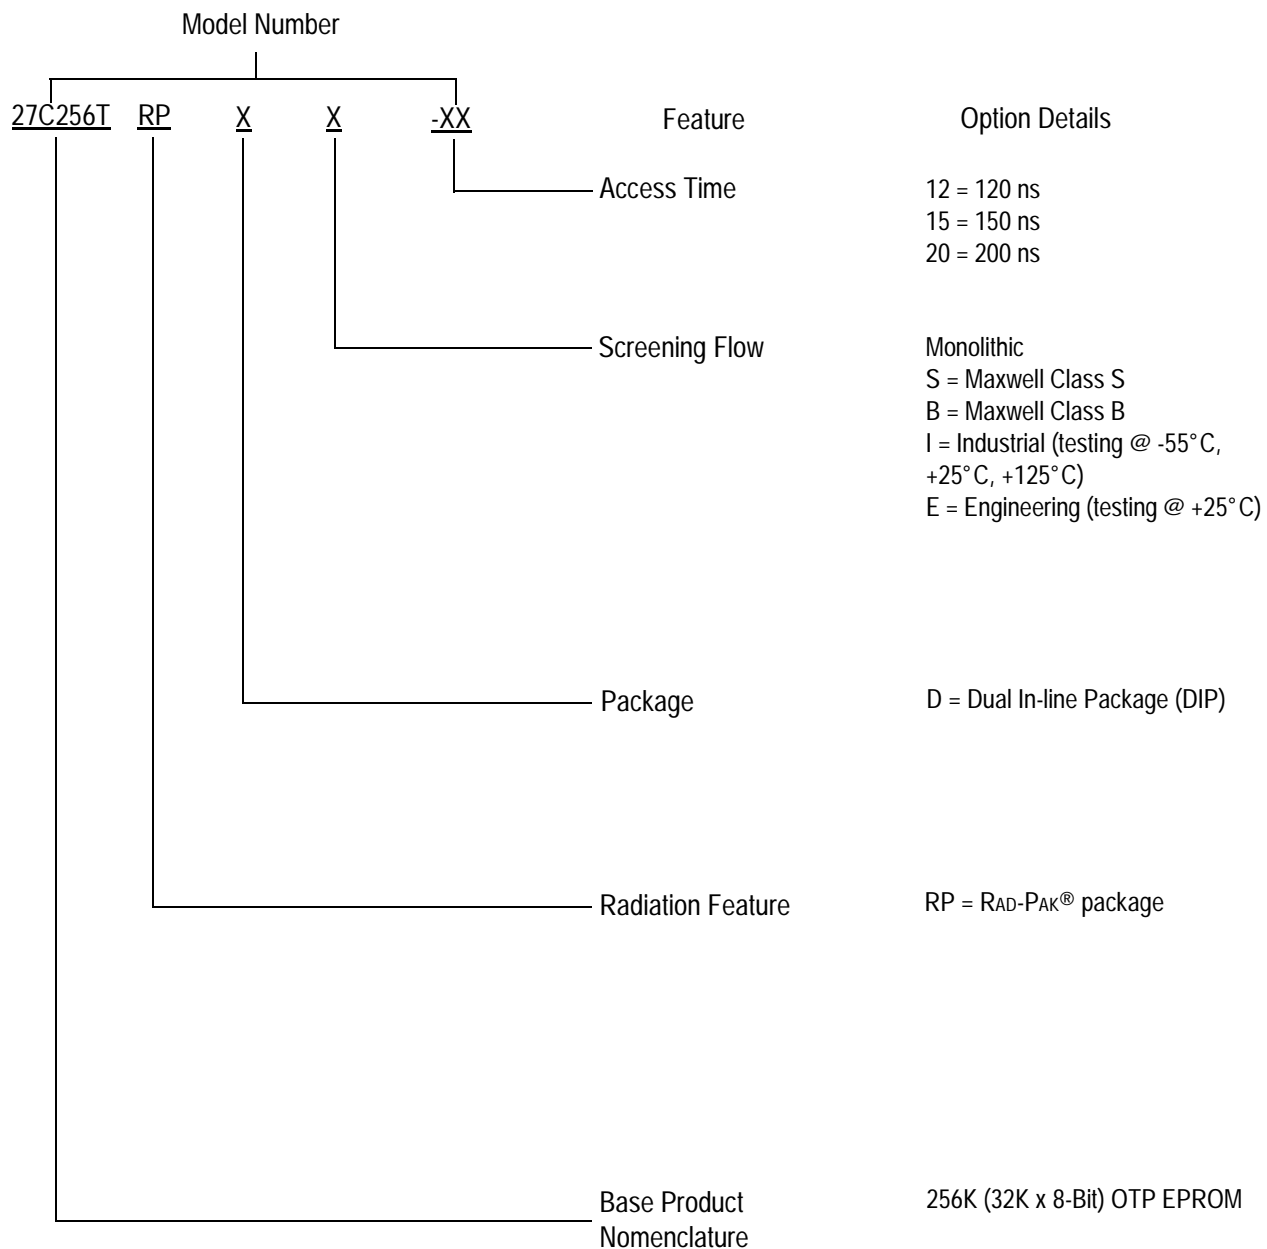 Model Number
27C256T RP X X -XX Feature Option Details
Access Time 12 = 120 ns
15 = 150 ns
20 = 200 ns
Screening Flow Monolithic
S = Maxwell Class S
B = Maxwell Class B
I = Industrial (testing @ -55°C,
+25°C, +125°C)
E = Engineering (testing @ +25°C)
Package D = Dual In-line Package (DIP)
Radiation Feature RP = RAD-PAK® package
Base Product 256K (32K x 8-Bit) OTP EPROM
Nomenclature